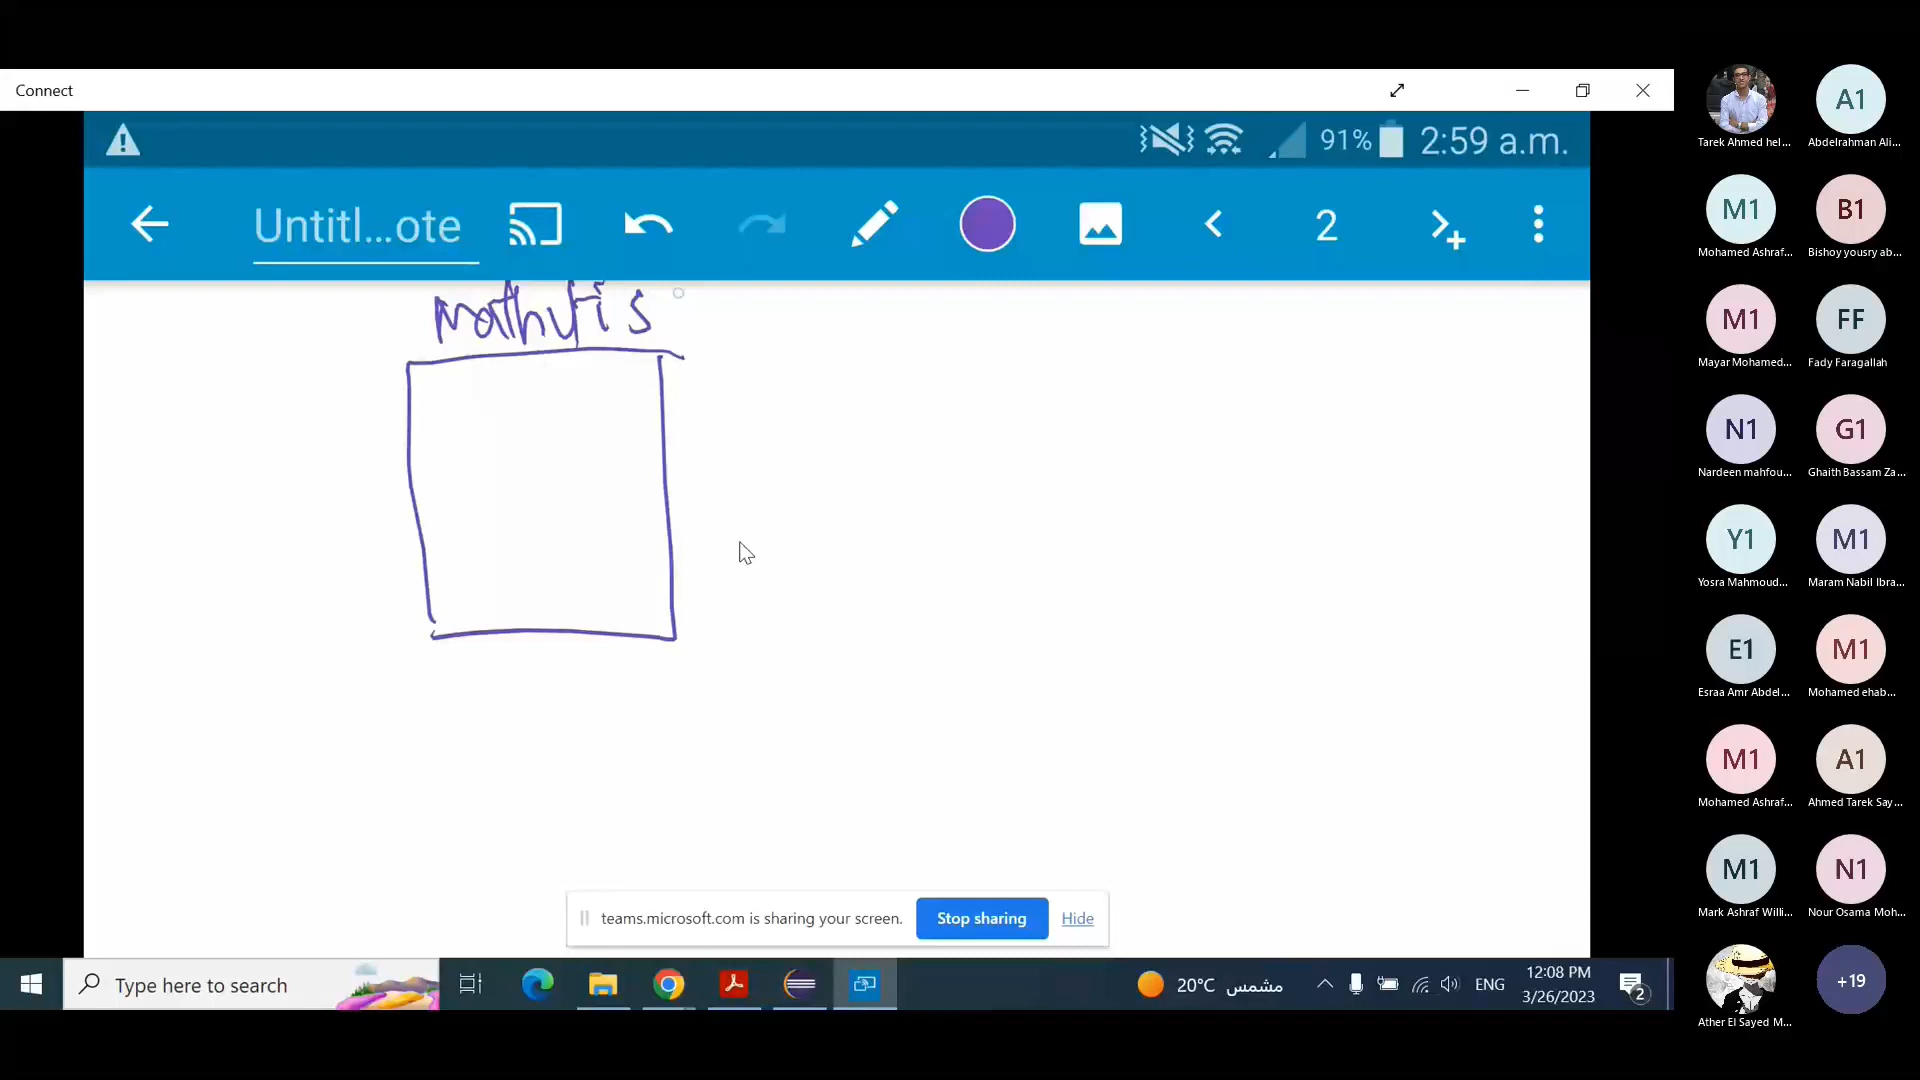 Connect
91% 2:59 a.m.
Untitl...ote 2
teams.microsoft.com is sharing your screen. Stop sharing Hide
Type here to search
20°C مشمس ENG 12:08 PM
3/26/2023
2
Tarek Ahmed hel...
A1
Abdelrahman Ali...
M1
Mohamed Ashraf...
B1
Bishoy yousry ab...
M1
Mayar Mohamed...
FF
Fady Faragallah
N1
Nardeen mahfou...
G1
Ghaith Bassam Za...
Y1
Yosra Mahmoud...
M1
Maram Nabil Ibra...
E1
Esraa Amr Abdel...
M1
Mohamed ehab...
M1
Mohamed Ashraf...
A1
Ahmed Tarek Say...
M1
Mark Ashraf Willi...
N1
Nour Osama Moh...
Ather El Sayed M...
+19